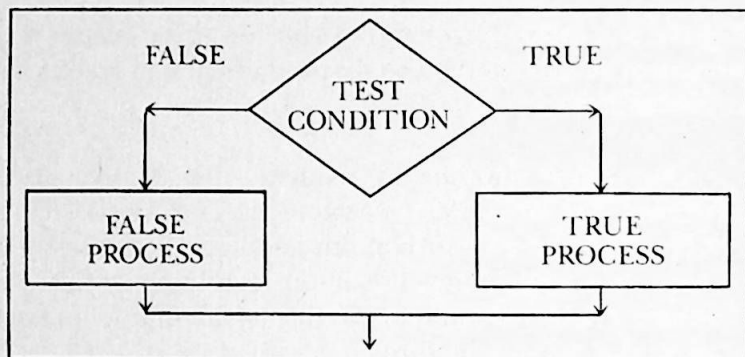 FALSE
TRUE
TEST
CONDITION
FALSE
PROCESS
TRUE
PROCESS